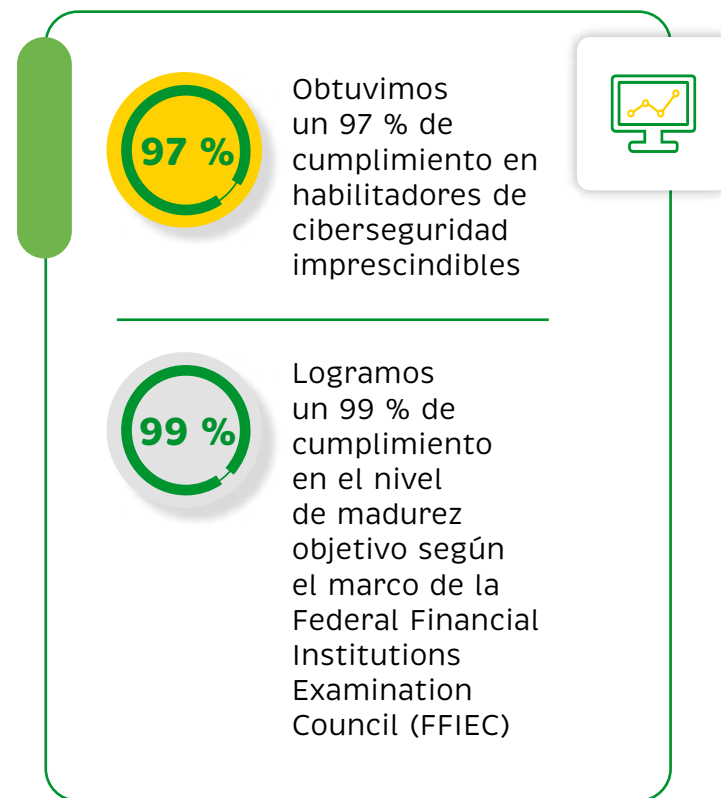 97 %
Obtuvimos
un 97 % de
cumplimiento en
habilitadores de
ciberseguridad
imprescindibles
99 %
Logramos
un 99 % de
cumplimiento
en el nivel
de madurez
objetivo según
el marco de la
Federal Financial
Institutions
Examination
Council (FFIEC)